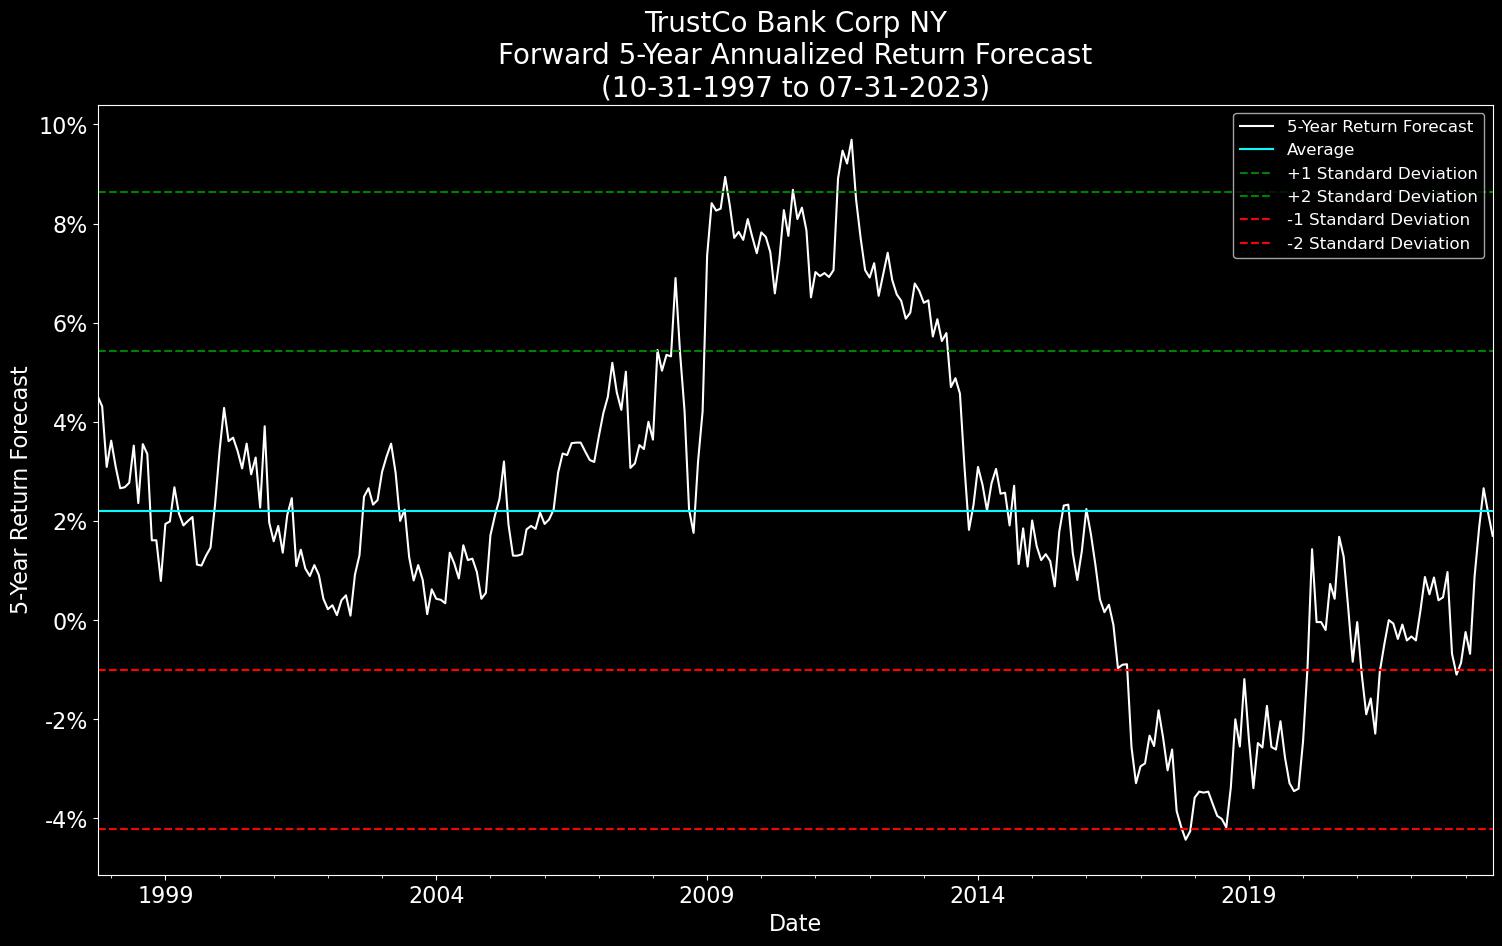 TrustCo Bank Corp NY
Forward 5-Year Annualized Return Forecast
(10-31-1997 to 07-31-2023)
10%
8%
6%
4%
2%
0%
-2%
-4%
5-Year Return Forecast
5-Year Return Forecast
Average
+1 Standard Deviation
+2 Standard Deviation
-1 Standard Deviation
-2 Standard Deviation
1999
2004
2009
2014
2019
Date